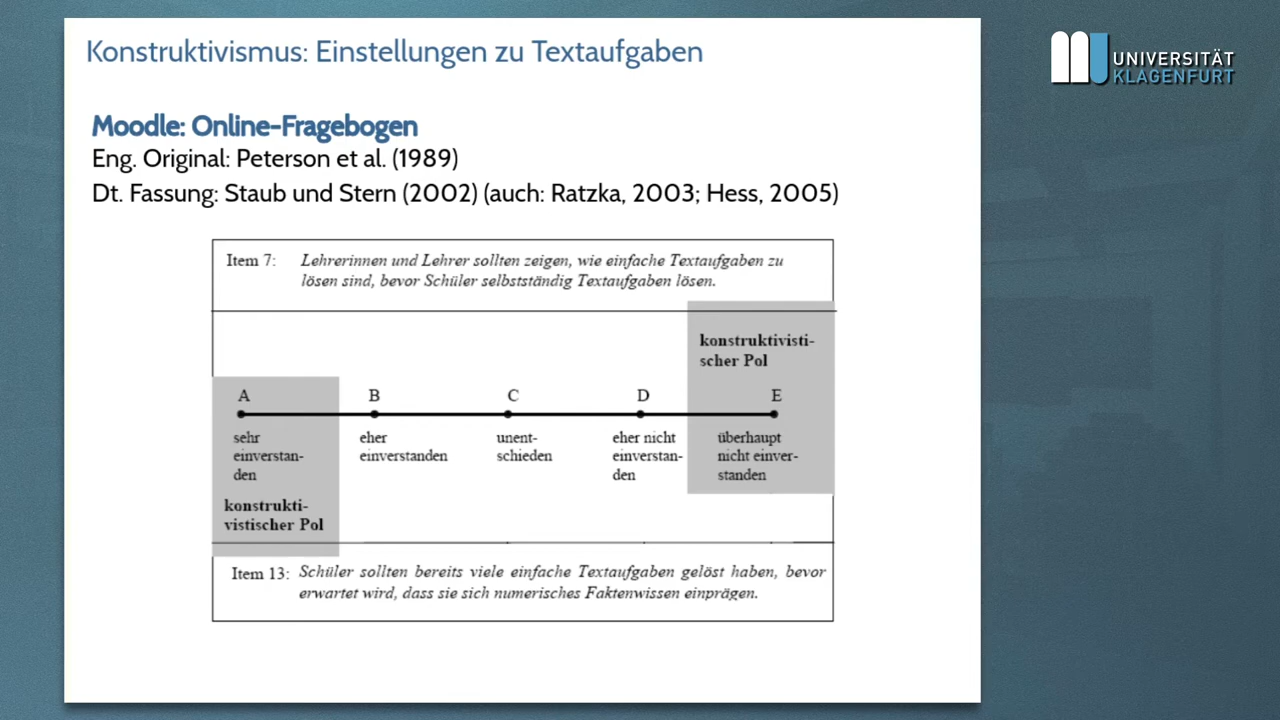 Konstruktivismus: Einstellungen zu Textaufgaben
UNIVERSITÄT
KLAGENFURT
Moodle: Online-Fragebogen
Eng. Original: Peterson et al. (1989)
Dt. Fassung: Staub und Stern (2002) (auch: Ratzka, 2003; Hess, 2005)
Item 7: Lehrerinnen und Lehrer sollten zeigen, wie einfache Textaufgaben zu
lösen sind, bevor Schüler selbstständig Textaufgaben lösen.
konstruktivisti-
scher Pol
A B C D E
sehr
einverstan-
den
eher
einverstanden
unent-
schieden
eher nicht
einverstan-
den
überhaupt
nicht einver-
standen
konstrukti-
vistischer Pol
Item 13: Schüler sollten bereits viele einfache Textaufgaben gelöst haben, bevor
erwartet wird, dass sie sich numerisches Faktenwissen einprägen.